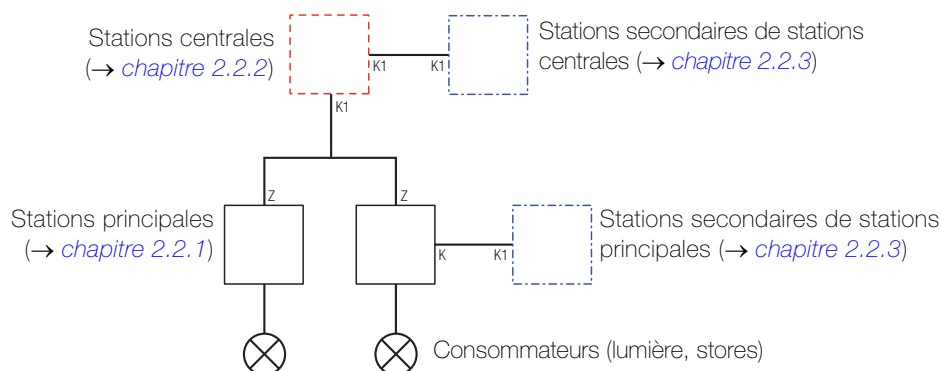 Stations centrales
(→ chapitre 2.2.2)
K1
K1
Stations secondaires de stations
centrales (→ chapitre 2.2.3)
K1
Z
Z
Stations principales
(→ chapitre 2.2.1)
K
K1
Stations secondaires de stations
principales (→ chapitre 2.2.3)
Consommateurs (lumière, stores)